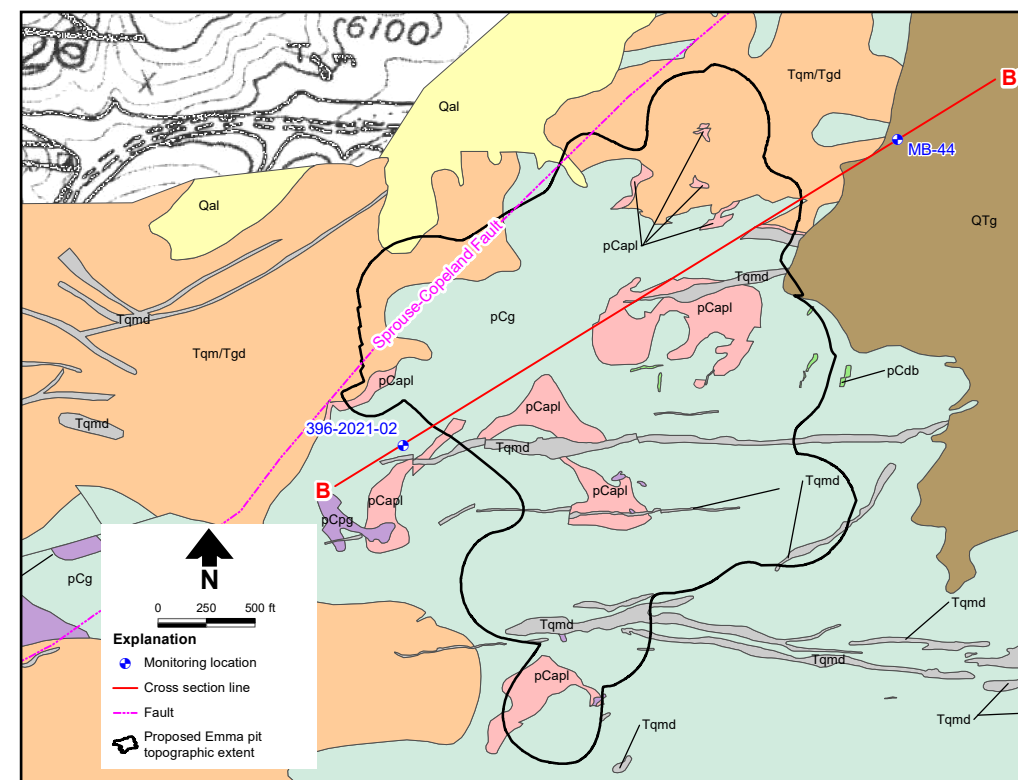 6100
Tqm/Tgd
B'
Qal
MB-44
Qal
QTg
pCapl
Sprouse-Copeland Fault
Tqmd
pCg
pCapl
Tqmd
Tqm/Tgd
pCapl
pCdb
pCapl
Tqmd
396-2021-02
Tqmd
Tqmd
B
pCapl
pCapl
pCpg
pCg
N
0 250 500 ft
Explanation
Monitoring location
Cross section line
Fault
Proposed Emma pit
topographic extent
Tqmd
Tqmd
Tqmd
pCapl
Tqmd
Tqmd